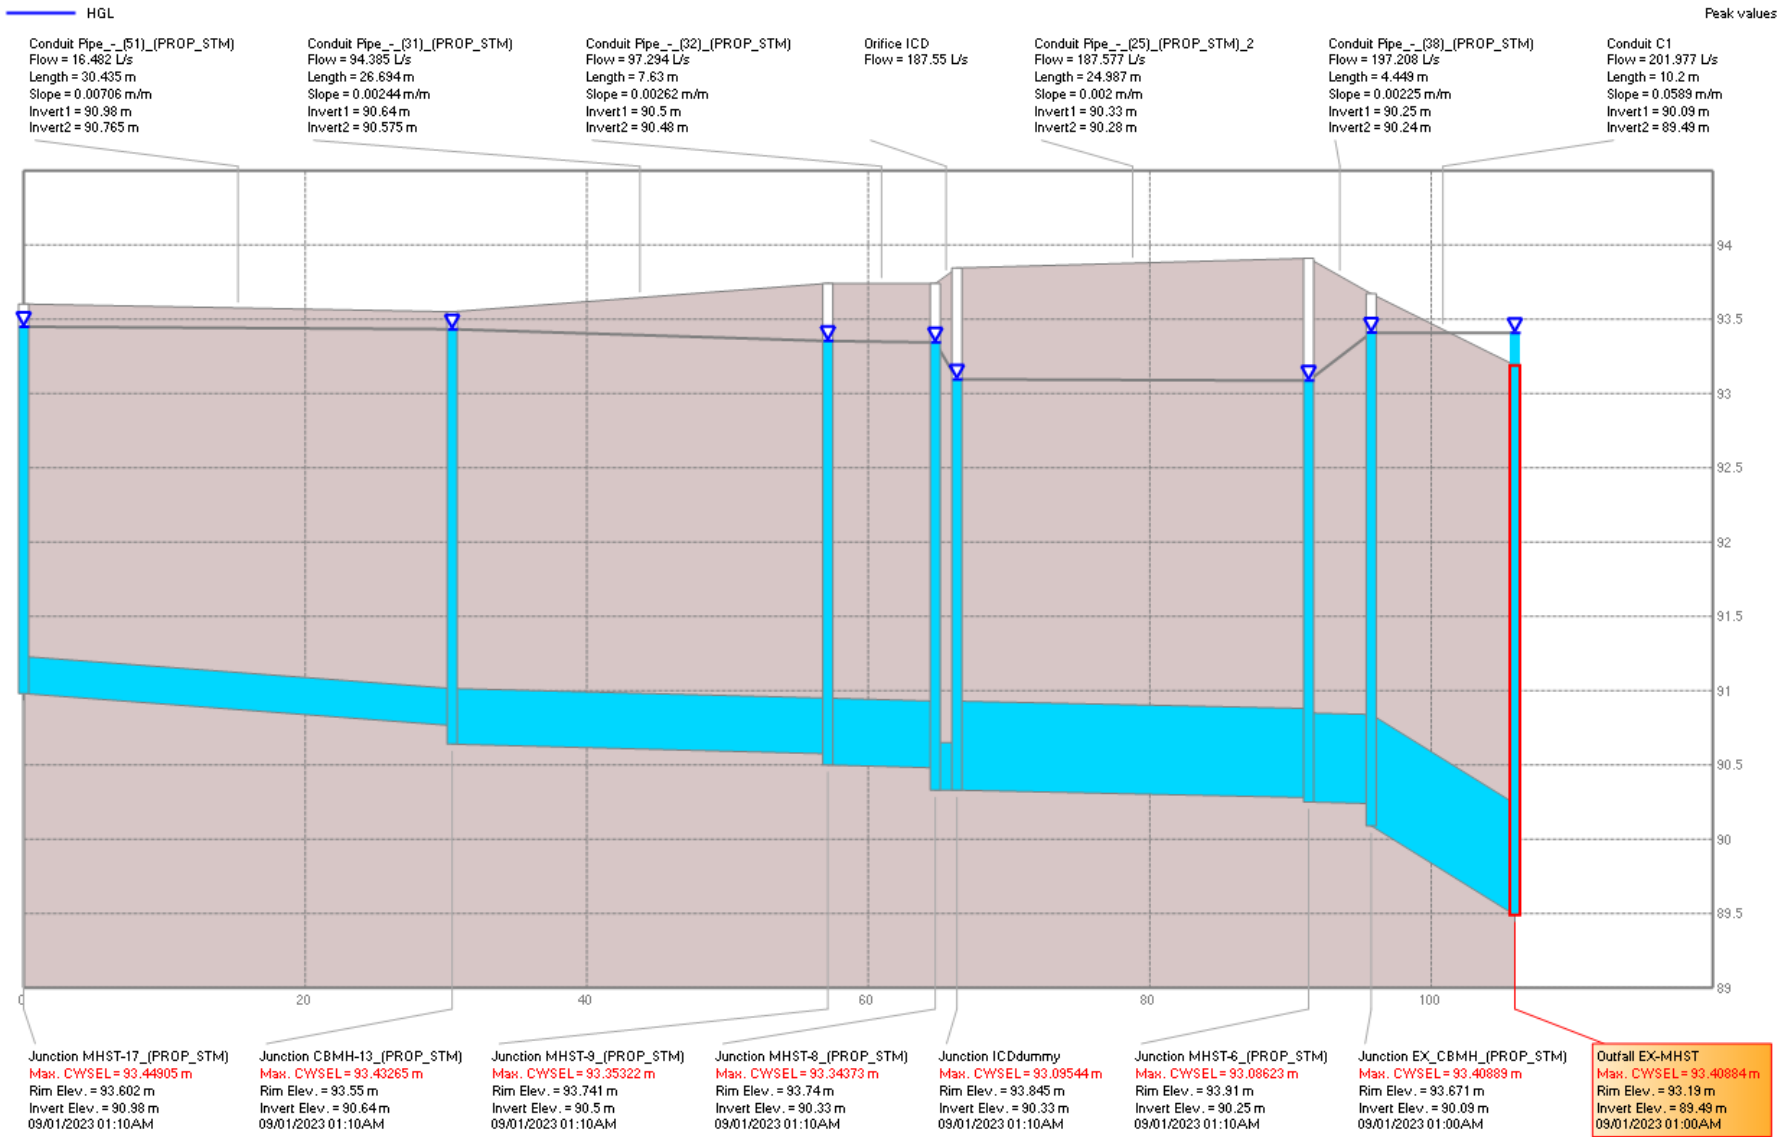 HGL
Peak values
Conduit Pipe_-_(51)_(PROP_STM)
Flow = 16.482 L/s
Length = 30.435 m
Slope = 0.00706 m/m
Invert1 = 90.98 m
Invert2 = 90.765 m
Conduit Pipe_-_(31)_(PROP_STM)
Flow = 94.385 L/s
Length = 26.694 m
Slope = 0.00244 m/m
Invert1 = 90.64 m
Invert2 = 90.575 m
Conduit Pipe_-_(32)_(PROP_STM)
Flow = 97.294 L/s
Length = 7.63 m
Slope = 0.00262 m/m
Invert1 = 90.5 m
Invert2 = 90.48 m
Orifice ICD
Flow = 187.55 L/s
Conduit Pipe_-_(25)_(PROP_STM)_2
Flow = 187.577 L/s
Length = 24.987 m
Slope = 0.002 m/m
Invert1 = 90.33 m
Invert2 = 90.28 m
Conduit Pipe_-_(38)_(PROP_STM)
Flow = 197.208 L/s
Length = 4.449 m
Slope = 0.00225 m/m
Invert1 = 90.25 m
Invert2 = 90.24 m
Conduit C1
Flow = 201.977 L/s
Length = 10.2 m
Slope = 0.0589 m/m
Invert1 = 90.09 m
Invert2 = 89.49 m
94
93.5
93
92.5
92
91.5
91
90.5
90
89.5
89
0
20
40
60
80
100
Junction MHST-17_(PROP_STM)
Max. CWSEL = 93.44905 m
Rim Elev. = 93.602 m
Invert Elev. = 90.98 m
09/01/2023 01:10AM
Junction CBMH-13_(PROP_STM)
Max. CWSEL = 93.43265 m
Rim Elev. = 93.55 m
Invert Elev. = 90.64 m
09/01/2023 01:10AM
Junction MHST-9_(PROP_STM)
Max. CWSEL = 93.35322 m
Rim Elev. = 93.741 m
Invert Elev. = 90.5 m
09/01/2023 01:10AM
Junction MHST-8_(PROP_STM)
Max. CWSEL = 93.34373 m
Rim Elev. = 93.74 m
Invert Elev. = 90.33 m
09/01/2023 01:10AM
Junction ICDdummy
Max. CWSEL = 93.09544 m
Rim Elev. = 93.845 m
Invert Elev. = 90.33 m
09/01/2023 01:10AM
Junction MHST-6_(PROP_STM)
Max. CWSEL = 93.08623 m
Rim Elev. = 93.91 m
Invert Elev. = 90.25 m
09/01/2023 01:10AM
Junction EX_CBMH_(PROP_STM)
Max. CWSEL = 93.40889 m
Rim Elev. = 93.671 m
Invert Elev. = 90.09 m
09/01/2023 01:00AM
Outfall EX-MHST
Max. CWSEL = 93.40884 m
Rim Elev. = 93.19 m
Invert Elev. = 89.49 m
09/01/2023 01:00AM